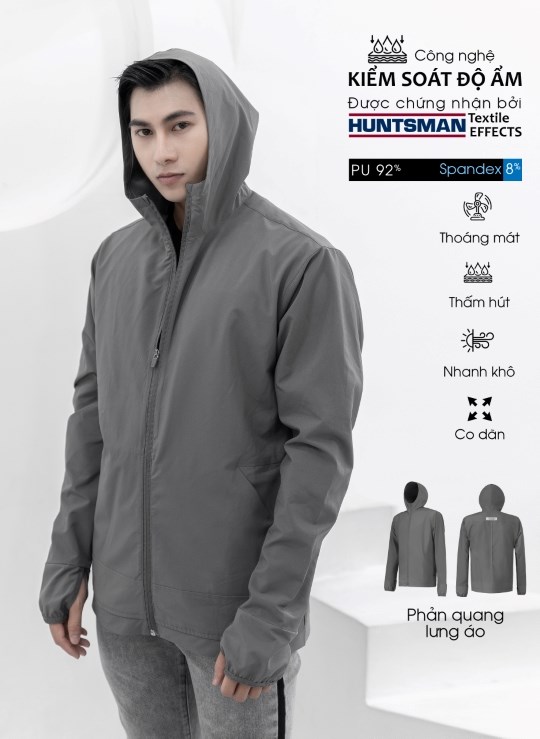 Công nghệ
KIỂM SOÁT ĐỘ ẨM
Được chứng nhận bởi
HUNTSMAN Textile EFFECTS
PU 92% Spandex 8%
Thoáng mát
Thấm hút
Nhanh khô
Co dãn
Phản quang
lưng áo